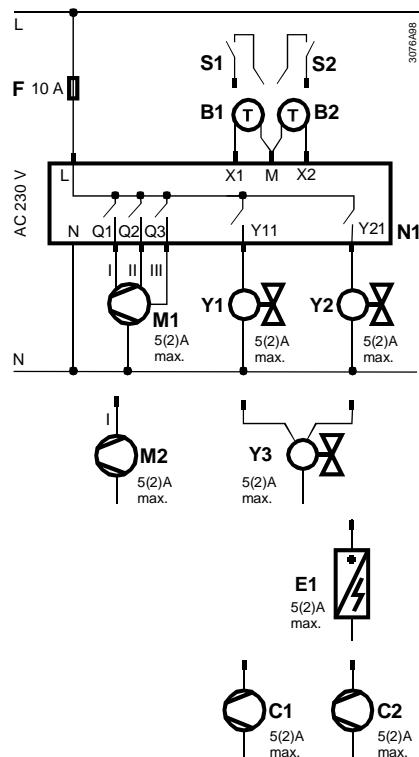 L
3076A98
S1 S2
F 10 A
B1 T T B2
AC 230 V
L X1 M X2
N Q1 Q2 Q3 Y11 Y21 N1
I II III
M1 Y1 Y2
5(2)A 5(2)A 5(2)A
max. max. max.
N
I
M2 Y3
5(2)A 5(2)A
max. max.
E1
5(2)A
max.
C1 C2
5(2)A 5(2)A
max. max.